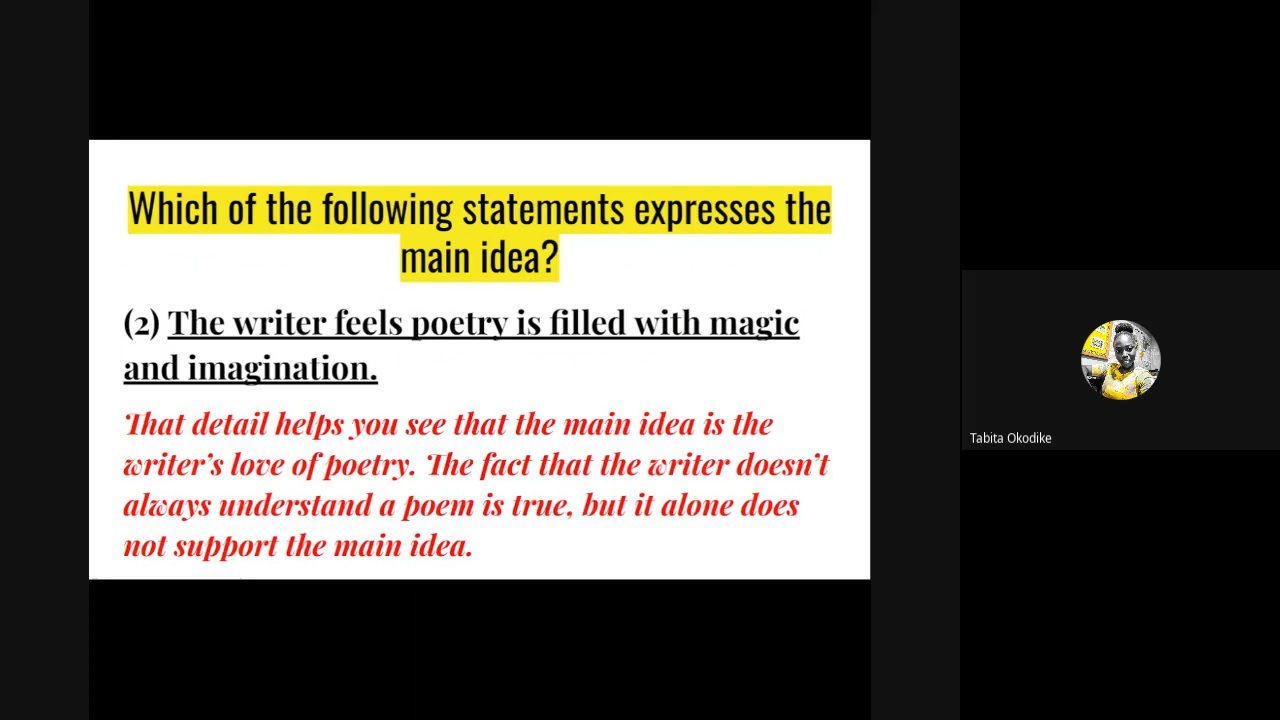 Which of the following statements expresses the
main idea?
(2) The writer feels poetry is filled with magic
and imagination.
That detail helps you see that the main idea is the
writer’s love of poetry. The fact that the writer doesn’t
always understand a poem is true, but it alone does
not support the main idea.
Tabita Okodike